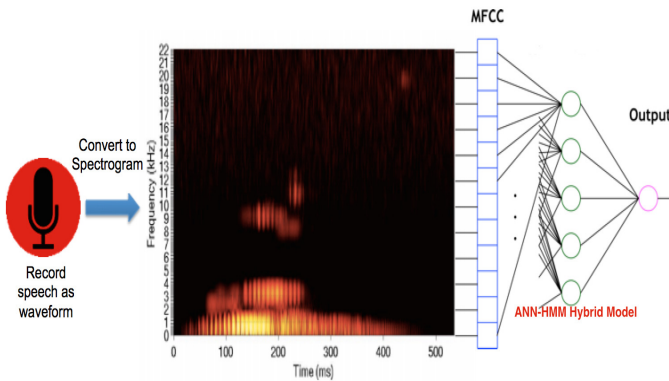 MFCC
Output
Convert to
Spectrogram
Record
speech as
waveform
Frequency (kHz)
22
21
20
19
18
17
16
15
14
13
12
11
10
9
8
7
6
5
4
3
2
1
0
0 100 200 300 400 500
Time (ms)
ANN-HMM Hybrid Model